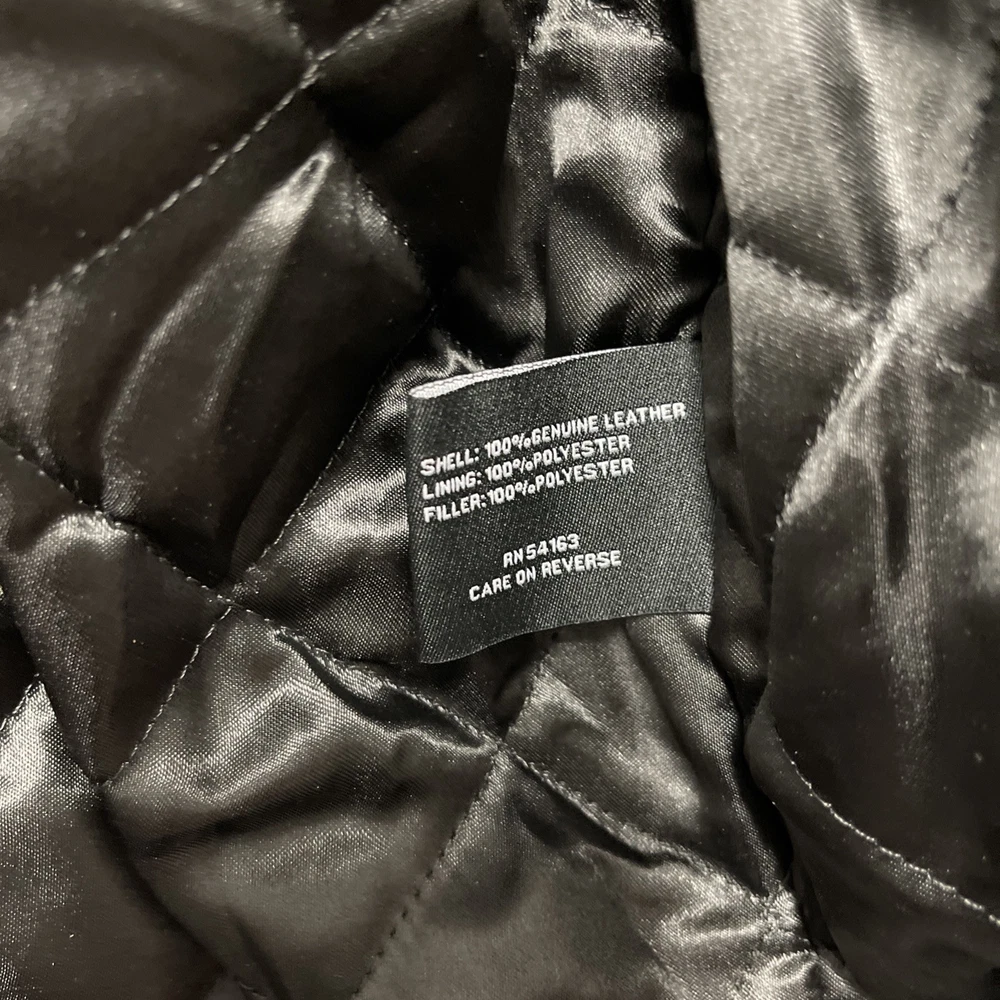 SHELL: 100%GENUINE LEATHER
LINING: 100%POLYESTER
FILLER:100%POLYESTER
RN54163
CARE ON REVERSE